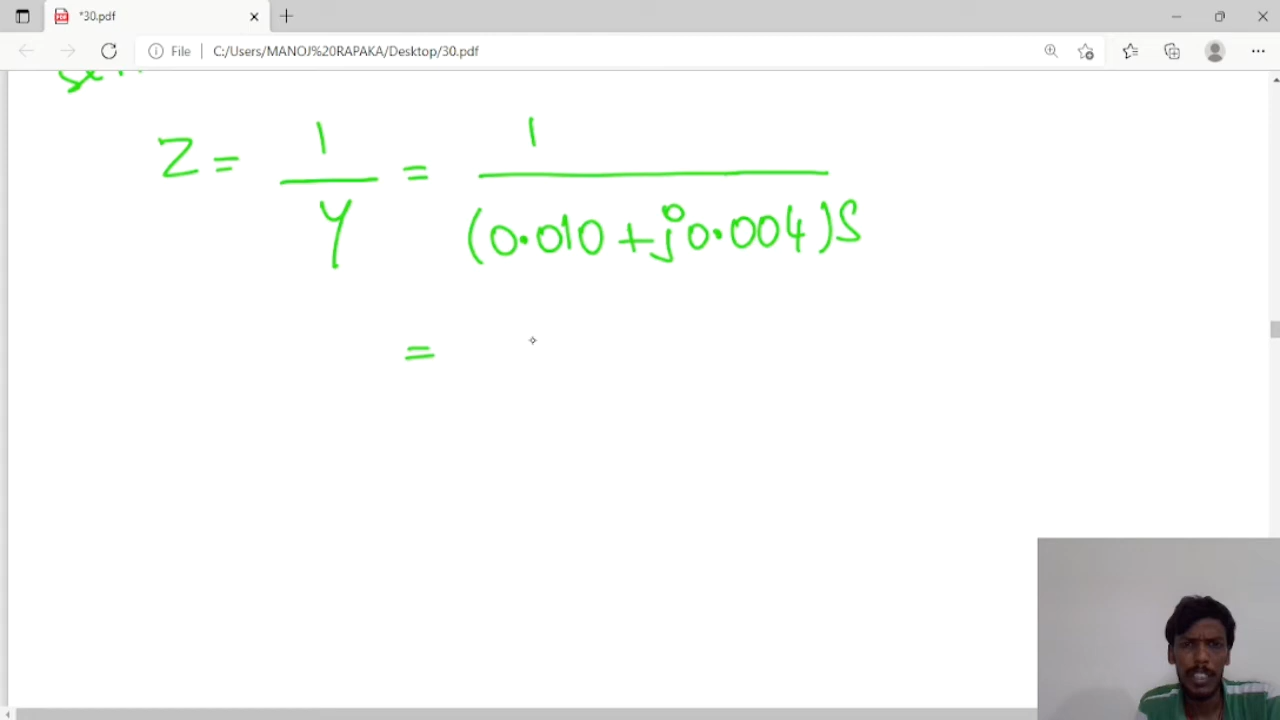 *30.pdf
File
C:/Users/MANOJ%20RAPAKA/Desktop/30.pdf
Z = 1 / Y = 1 / (0.010 + j0.004)S
=